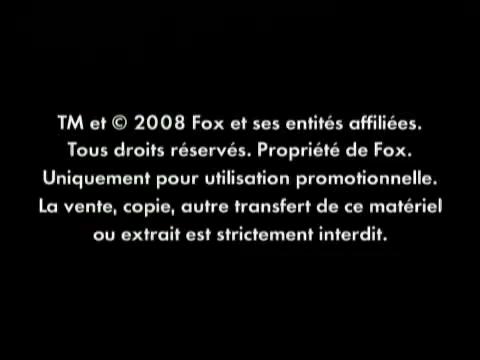 TM et © 2008 Fox et ses entités affiliées.
Tous droits réservés. Propriété de Fox.
Uniquement pour utilisation promotionnelle.
La vente, copie, autre transfert de ce matériel
ou extrait est strictement interdit.